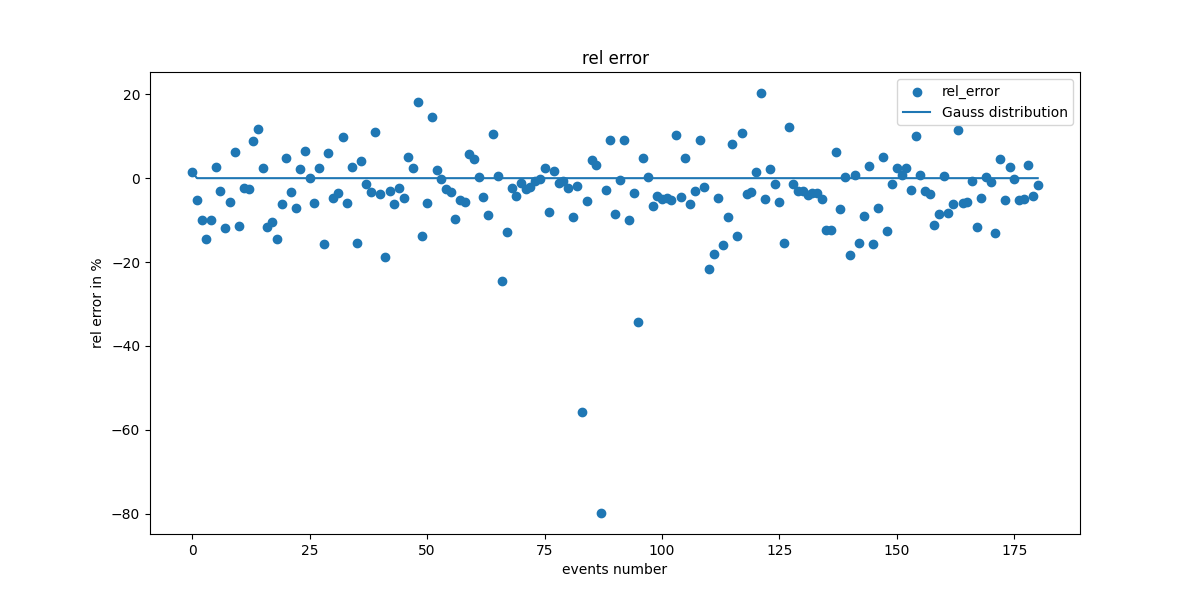 rel error
rel_error
Gauss distribution
rel error in %
20
0
−20
−40
−60
−80
0 25 50 75 100 125 150 175
events number